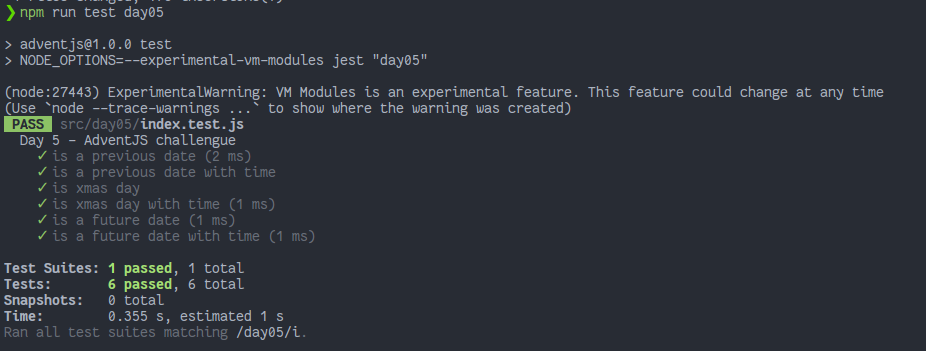 ❯ npm run test day05
> adventjs@1.0.0 test
> NODE_OPTIONS=--experimental-vm-modules jest "day05"
(node:27443) ExperimentalWarning: VM Modules is an experimental feature. This feature could change at any time
(Use `node --trace-warnings ...` to show where the warning was created)
PASS src/day05/index.test.js
Day 5 - AdventJS challengue
✓ is a previous date (2 ms)
✓ is a previous date with time
✓ is xmas day
✓ is xmas day with time (1 ms)
✓ is a future date (1 ms)
✓ is a future date with time (1 ms)
Test Suites: 1 passed, 1 total
Tests: 6 passed, 6 total
Snapshots: 0 total
Time: 0.355 s, estimated 1 s
Ran all test suites matching /day05/i.